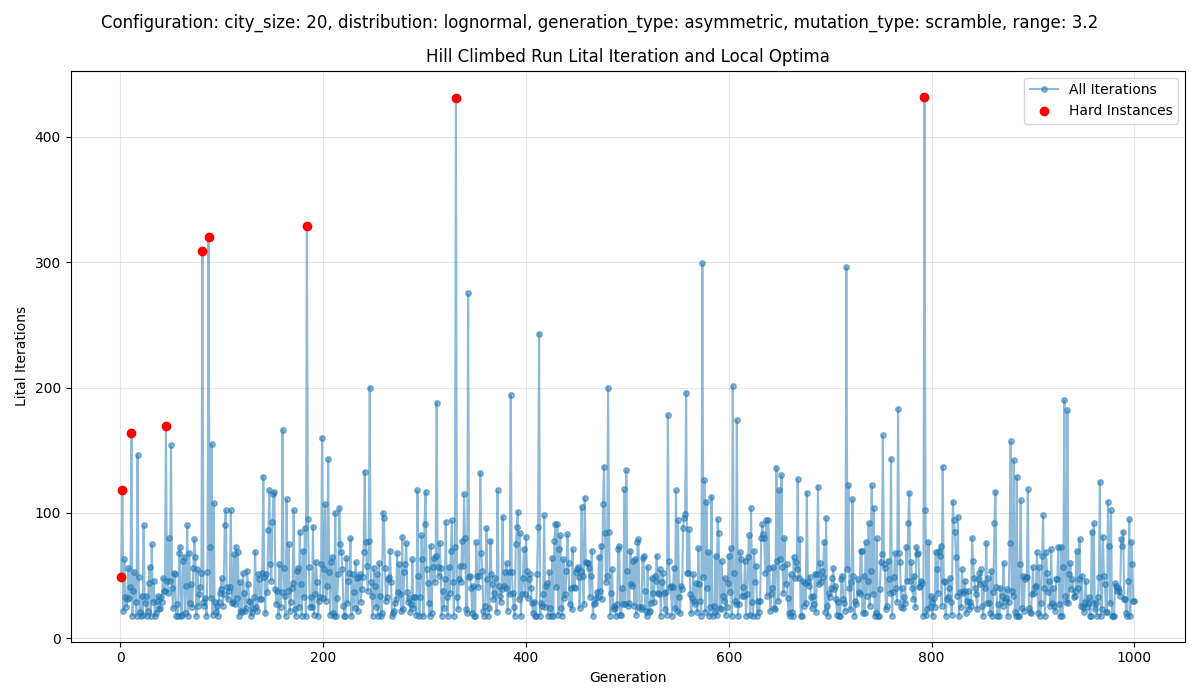 Configuration: city_size: 20, distribution: lognormal, generation_type: asymmetric, mutation_type: scramble, range: 3.2
Hill Climbed Run Lital Iteration and Local Optima
All Iterations
Hard Instances
Lital Iterations
400
300
200
100
0
0 200 400 600 800 1000
Generation